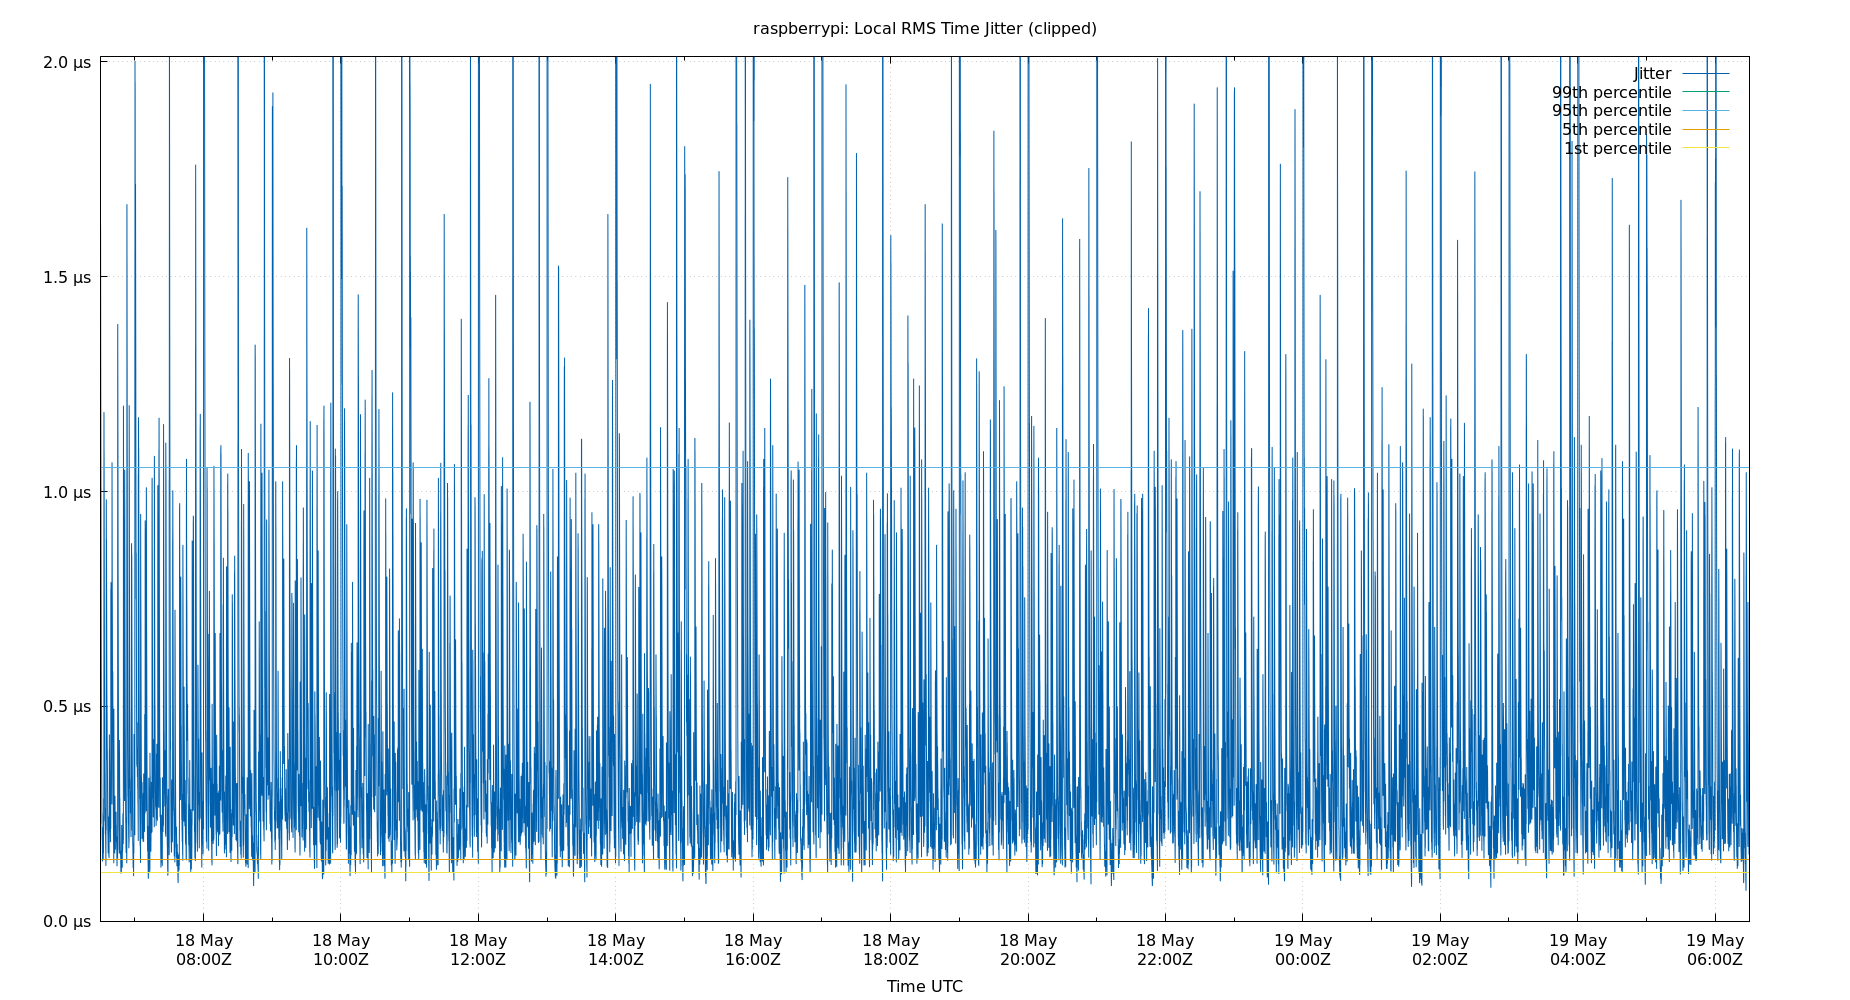 raspberrypi: Local RMS Time Jitter (clipped)
2.0 µs
1.5 µs
1.0 µs
0.5 µs
0.0 µs
Jitter
99th percentile
95th percentile
5th percentile
1st percentile
18 May 18 May 18 May 18 May 18 May 18 May 18 May 18 May 19 May 19 May 19 May 19 May
08:00Z 10:00Z 12:00Z 14:00Z 16:00Z 18:00Z 20:00Z 22:00Z 00:00Z 02:00Z 04:00Z 06:00Z
Time UTC